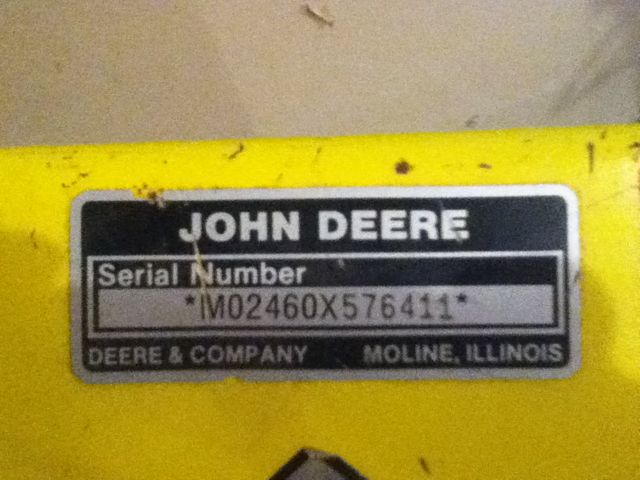 JOHN DEERE
Serial Number
*M02460X576411*
DEERE & COMPANY MOLINE, ILLINOIS